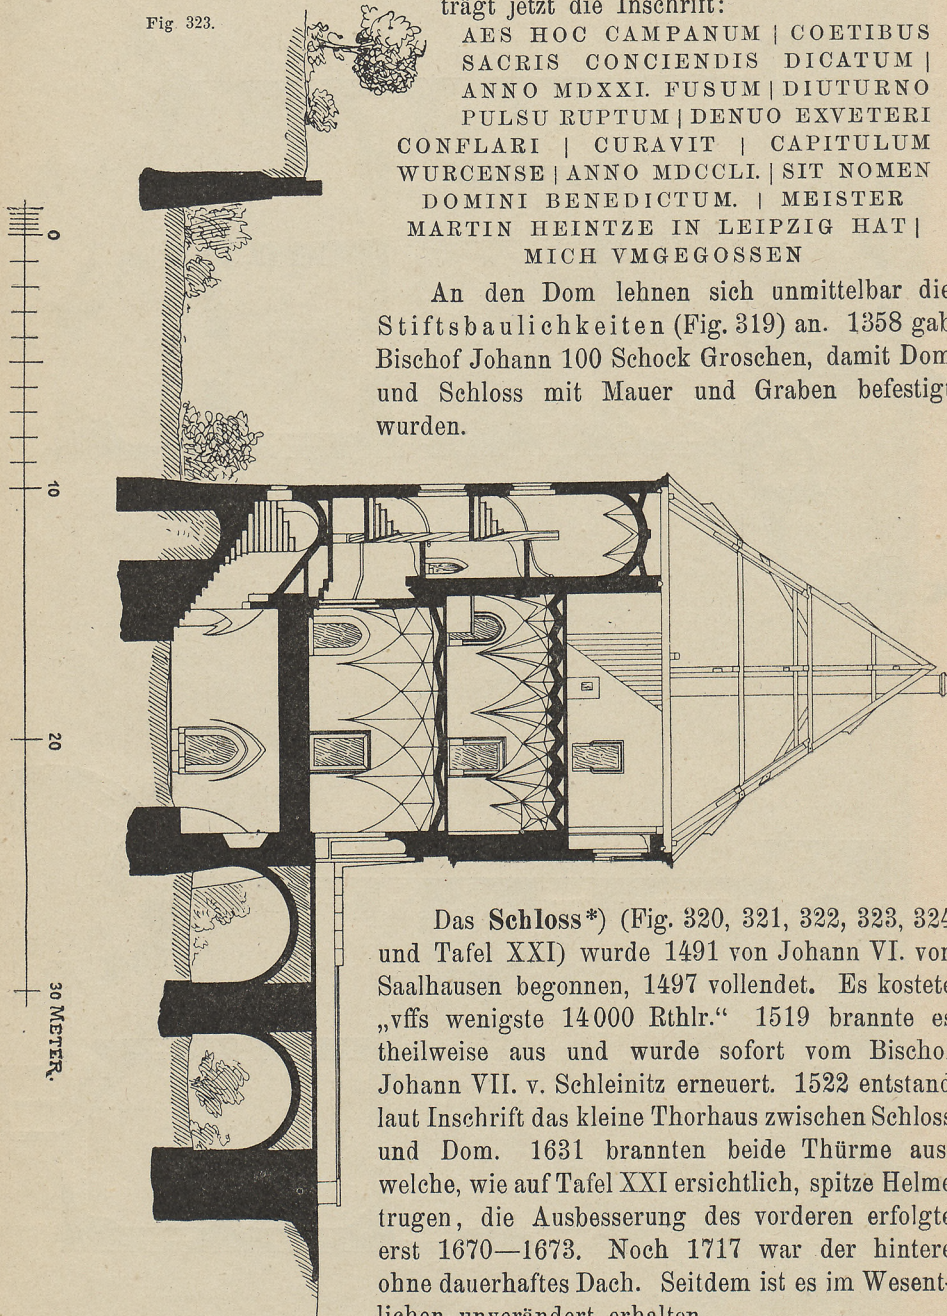 Fig. 323.
trägt jetzt die Inschrift:
AES HOC CAMPANUM | COETIBUS
SACRIS CONCIENDIS DICATUM |
ANNO MDXXI. FUSUM | DIUTURNO
PULSU RUPTUM | DENUO EXVETERI
CONFLARI | CURAVIT | CAPITULUM
WURCENSE | ANNO MDCCLI. | SIT NOMEN
DOMINI BENEDICTUM. | MEISTER
MARTIN HEINTZE IN LEIPZIG HAT |
MICH VMGEGOSSEN
An den Dom lehnen sich unmittelbar die
Stiftsbaulichkeiten (Fig. 319) an. 1358 gab
Bischof Johann 100 Schock Groschen, damit Dom
und Schloss mit Mauer und Graben befestigt
wurden.
0
10
20
30 METER.
Das Schloss*) (Fig. 320, 321, 322, 323, 324
und Tafel XXI) wurde 1491 von Johann VI. von
Saalhausen begonnen, 1497 vollendet. Es kostete
„vffs wenigste 14 000 Rthlr.“ 1519 brannte es
theilweise aus und wurde sofort vom Bischo
Johann VII. v. Schleinitz erneuert. 1522 entstand
laut Inschrift das kleine Thorhaus zwischen Schloss
und Dom. 1631 brannten beide Thürme aus
welche, wie auf Tafel XXI ersichtlich, spitze Helme
trugen, die Ausbesserung des vorderen erfolgte
erst 1670—1673. Noch 1717 war der hintere
ohne dauerhaftes Dach. Seitdem ist es im Wesent-
lichen unverändert erhalten.